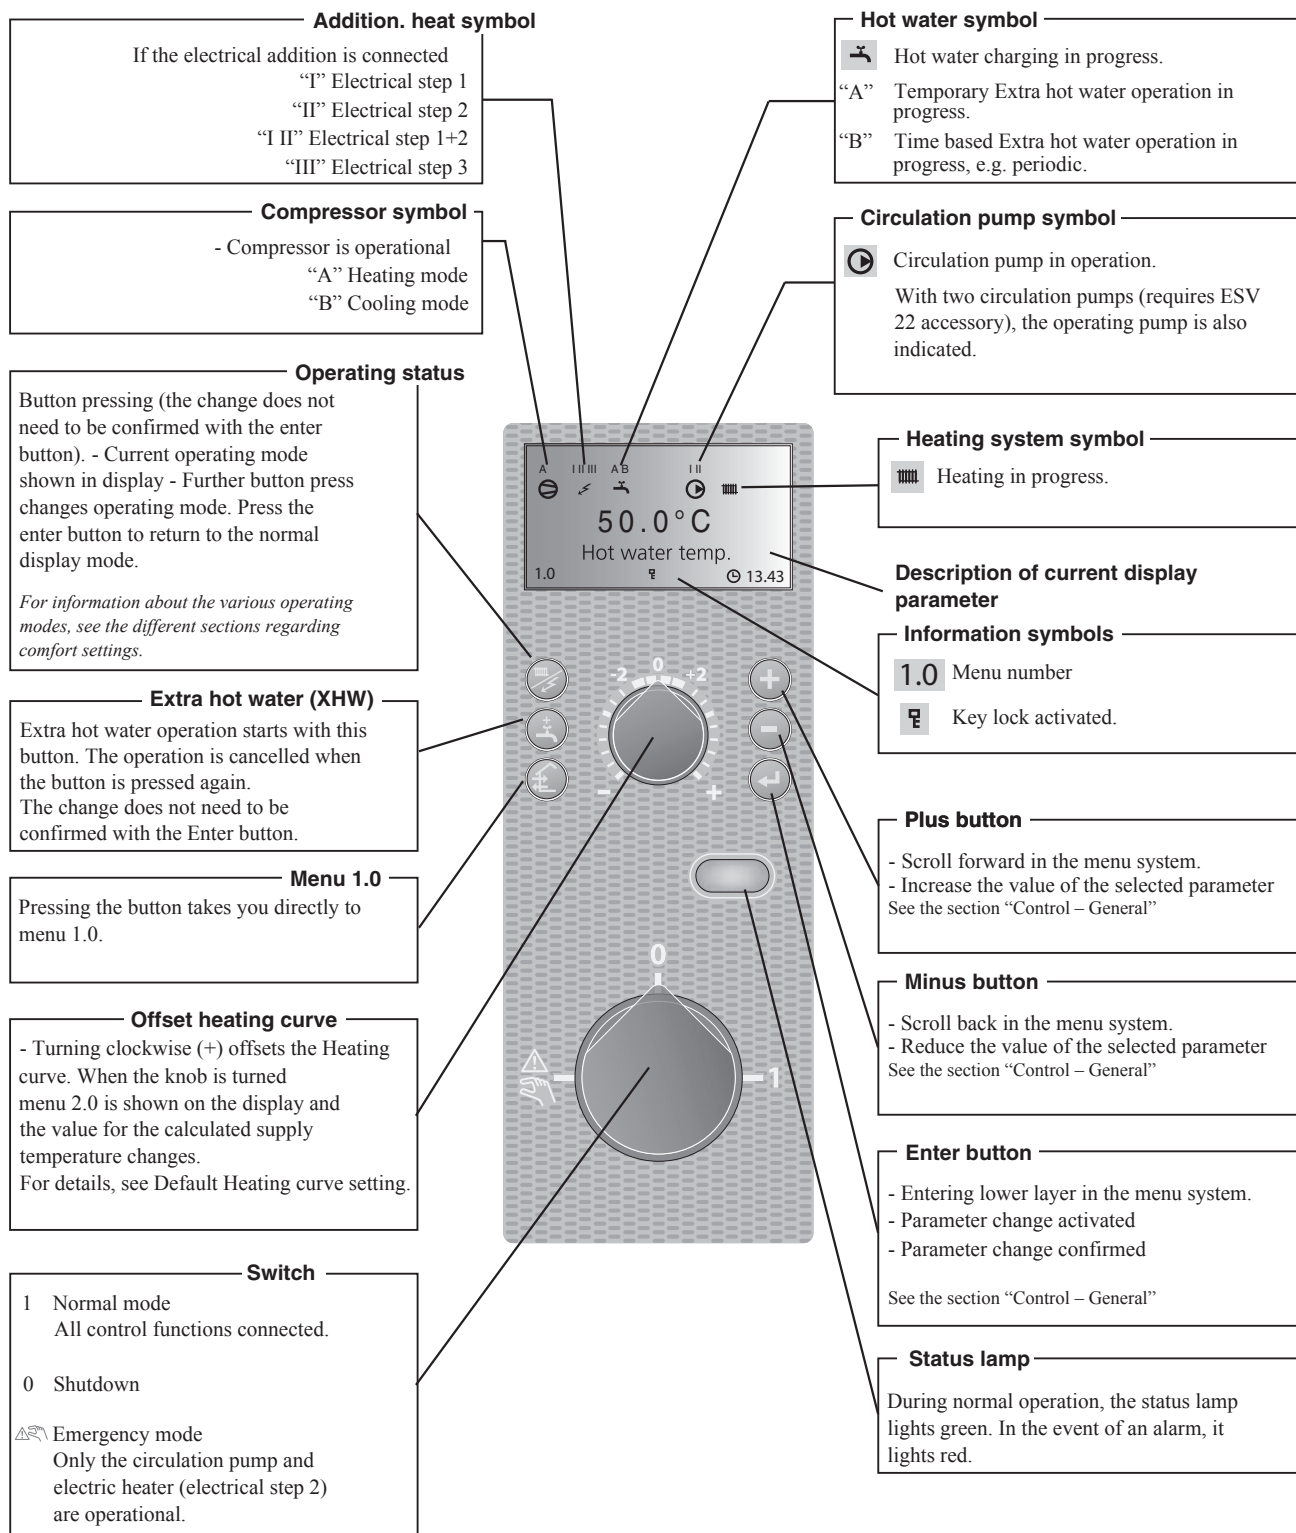 Addition. heat symbol
If the electrical addition is connected
“I” Electrical step 1
“II” Electrical step 2
“I II” Electrical step 1+2
“III” Electrical step 3
Compressor symbol
- Compressor is operational
“A” Heating mode
“B” Cooling mode
Operating status
Button pressing (the change does not
need to be confirmed with the enter
button). - Current operating mode
shown in display - Further button press
changes operating mode. Press the
enter button to return to the normal
display mode.
For information about the various operating
modes, see the different sections regarding
comfort settings.
Extra hot water (XHW)
Extra hot water operation starts with this
button. The operation is cancelled when
the button is pressed again.
The change does not need to be
confirmed with the Enter button.
Menu 1.0
Pressing the button takes you directly to
menu 1.0.
Offset heating curve
- Turning clockwise (+) offsets the Heating
curve. When the knob is turned
menu 2.0 is shown on the display and
the value for the calculated supply
temperature changes.
For details, see Default Heating curve setting.
Switch
1 Normal mode
All control functions connected.
0 Shutdown
Emergency mode
Only the circulation pump and
electric heater (electrical step 2)
are operational.
A I II III A B I II
50.0°C
Hot water temp.
1.0 13.43
-2 0 +2
- +
0
1
Hot water symbol
Hot water charging in progress.
“A” Temporary Extra hot water operation in
progress.
“B” Time based Extra hot water operation in
progress, e.g. periodic.
Circulation pump symbol
Circulation pump in operation.
With two circulation pumps (requires ESV
22 accessory), the operating pump is also
indicated.
Heating system symbol
Heating in progress.
Description of current display
parameter
Information symbols
1.0 Menu number
Key lock activated.
Plus button
- Scroll forward in the menu system.
- Increase the value of the selected parameter
See the section “Control – General”
Minus button
- Scroll back in the menu system.
- Reduce the value of the selected parameter
See the section “Control – General”
Enter button
- Entering lower layer in the menu system.
- Parameter change activated
- Parameter change confirmed
See the section “Control – General”
Status lamp
During normal operation, the status lamp
lights green. In the event of an alarm, it
lights red.